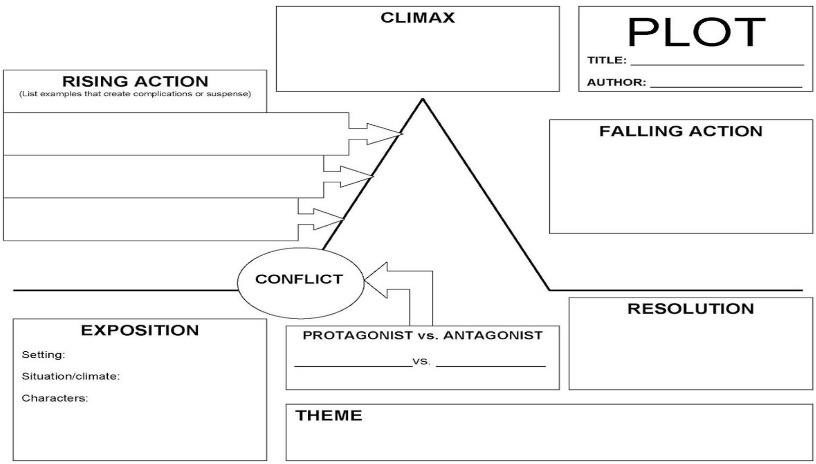 CLIMAX
PLOT
TITLE:
AUTHOR:
RISING ACTION
(List examples that create complications or suspense)
FALLING ACTION
CONFLICT
EXPOSITION
Setting:
Situation/climate:
Characters:
PROTAGONIST vs. ANTAGONIST
vs.
RESOLUTION
THEME